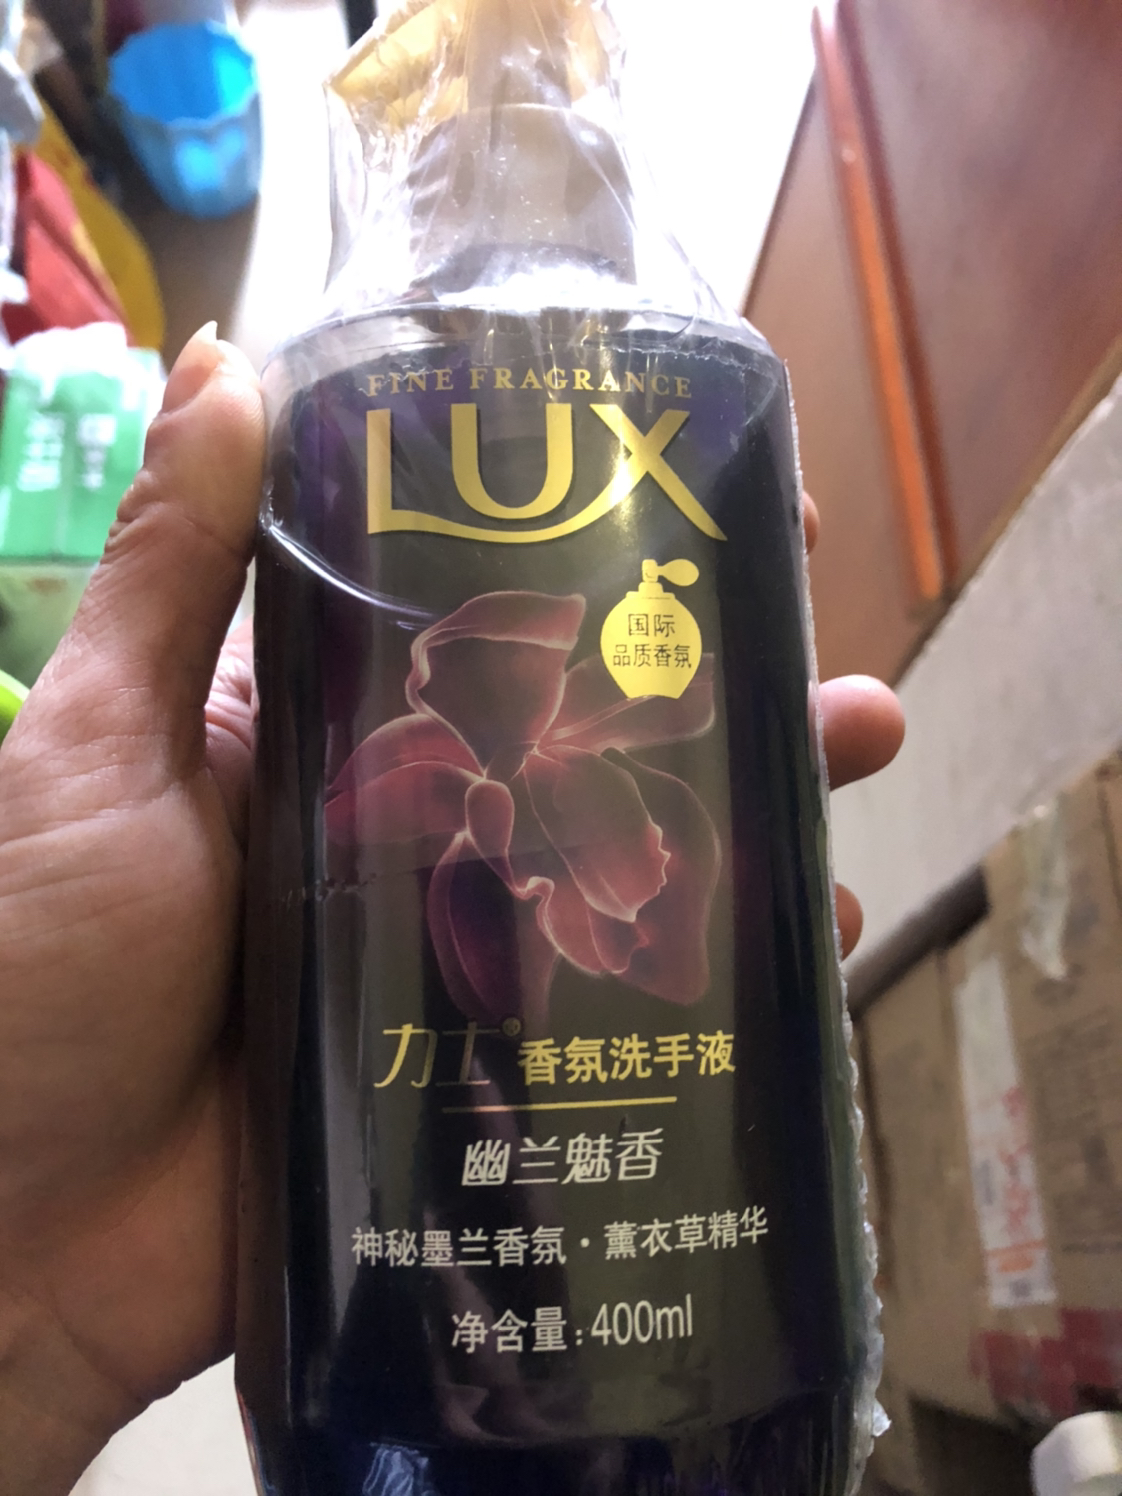 FINE FRAGRANCE
LUX
国际
品质香氛
力士® 香氛洗手液
幽兰魅香
神秘墨兰香氛·薰衣草精华
净含量:400ml